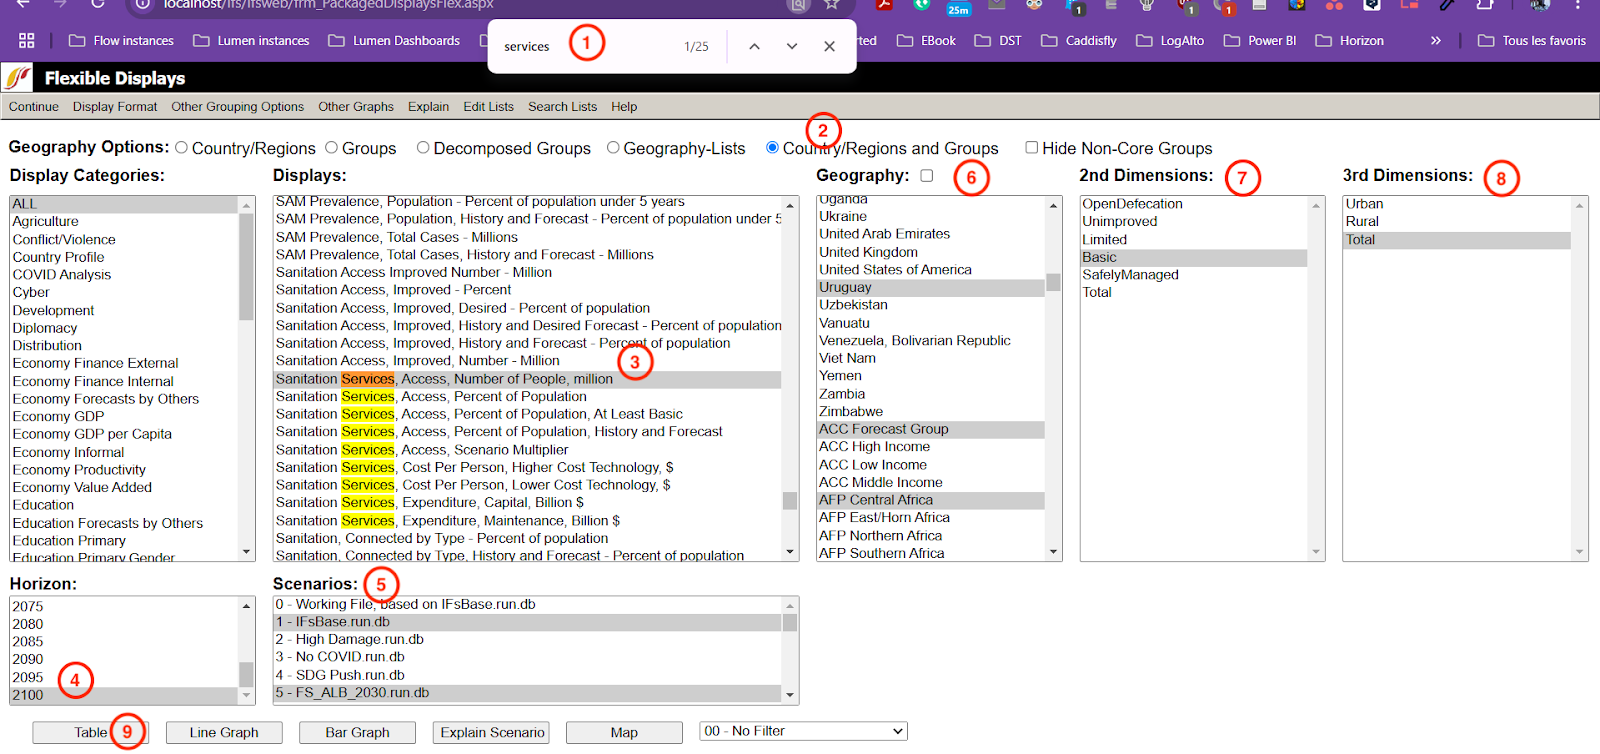 localhost/ifs/ifsweb/frm_PackagedDisplaysFlex.aspx
25m
1
1
1
services
1
1/25
Flow instances
Lumen instances
Lumen Dashboards
rted
EBook
DST
Caddisfly
LogAlto
Power BI
Horizon
»
Tous les favoris
Flexible Displays
Continue
Display Format
Other Grouping Options
Other Graphs
Explain
Edit Lists
Search Lists
Help
2
Geography Options:
Country/Regions
Groups
Decomposed Groups
Geography-Lists
Country/Regions and Groups
Hide Non-Core Groups
Display Categories:
ALL
Agriculture
Conflict/Violence
Country Profile
COVID Analysis
Cyber
Development
Diplomacy
Distribution
Economy Finance External
Economy Finance Internal
Economy Forecasts by Others
Economy GDP
Economy GDP per Capita
Economy Informal
Economy Productivity
Economy Value Added
Education
Education Forecasts by Others
Education Primary
Education Primary Gender
Displays:
SAM Prevalence, Population - Percent of population under 5 years
SAM Prevalence, Population, History and Forecast - Percent of population under 5
SAM Prevalence, Total Cases - Millions
SAM Prevalence, Total Cases, History and Forecast - Millions
Sanitation Access Improved Number - Million
Sanitation Access, Improved - Percent
Sanitation Access, Improved, Desired - Percent of population
Sanitation Access, Improved, History and Desired Forecast - Percent of population
Sanitation Access, Improved, History and Forecast - Percent of population
Sanitation Access, Improved, Number - Million
3
Sanitation Services, Access, Number of People, million
Sanitation Services, Access, Percent of Population
Sanitation Services, Access, Percent of Population, At Least Basic
Sanitation Services, Access, Percent of Population, History and Forecast
Sanitation Services, Access, Scenario Multiplier
Sanitation Services, Cost Per Person, Higher Cost Technology, $
Sanitation Services, Cost Per Person, Lower Cost Technology, $
Sanitation Services, Expenditure, Capital, Billion $
Sanitation Services, Expenditure, Maintenance, Billion $
Sanitation, Connected by Type - Percent of population
Sanitation, Connected by Type, History and Forecast - Percent of population
Geography:
6
Uganda
Ukraine
United Arab Emirates
United Kingdom
United States of America
Uruguay
Uzbekistan
Vanuatu
Venezuela, Bolivarian Republic
Viet Nam
Yemen
Zambia
Zimbabwe
ACC Forecast Group
ACC High Income
ACC Low Income
ACC Middle Income
AFP Central Africa
AFP East/Horn Africa
AFP Northern Africa
AFP Southern Africa
2nd Dimensions:
7
OpenDefecation
Unimproved
Limited
Basic
SafelyManaged
Total
3rd Dimensions:
8
Urban
Rural
Total
Horizon:
2075
2080
2085
2090
2095
2100
4
Scenarios:
5
0 - Working File, based on IFsBase.run.db
1 - IFsBase.run.db
2 - High Damage.run.db
3 - No COVID.run.db
4 - SDG Push.run.db
5 - FS_ALB_2030.run.db
Table
9
Line Graph
Bar Graph
Explain Scenario
Map
00 - No Filter